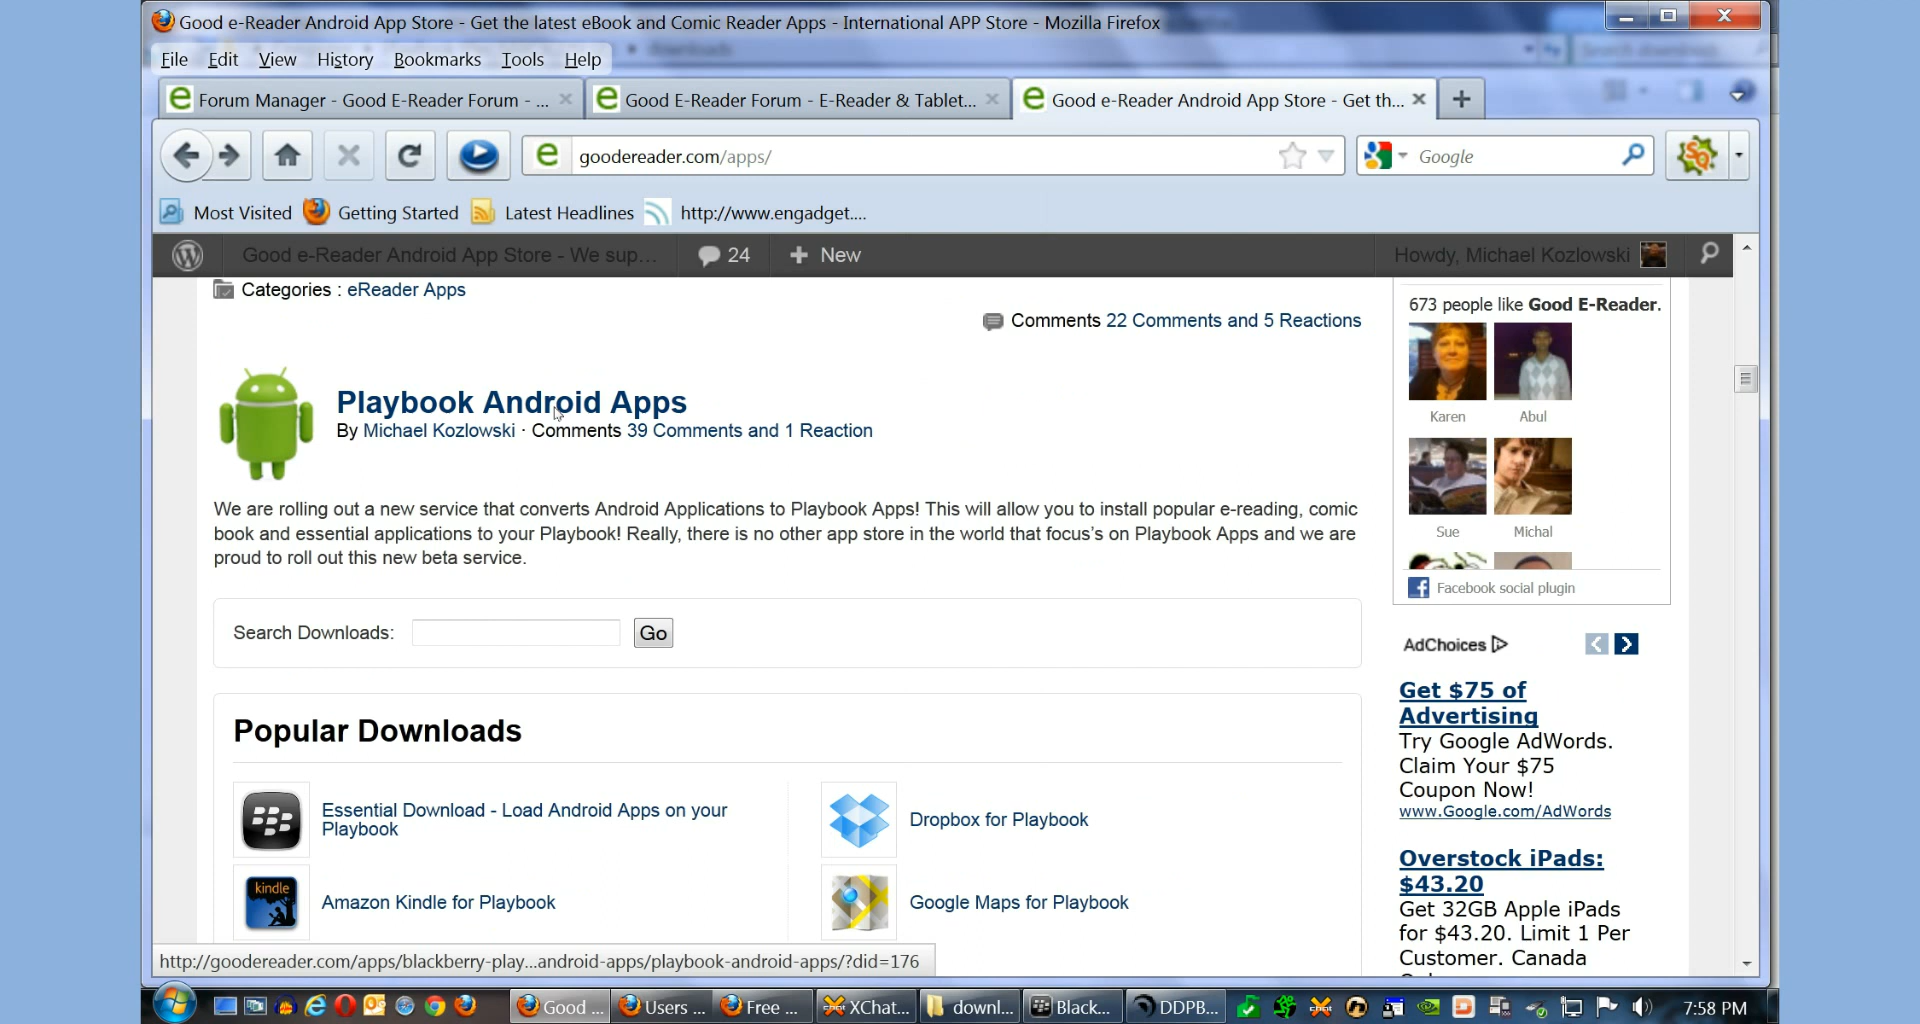 Good e-Reader Android App Store - Get the latest eBook and Comic Reader Apps - International APP Store - Mozilla Firefox
File Edit View History Bookmarks Tools Help
Forum Manager - Good E-Reader Forum - ...
Good E-Reader Forum - E-Reader & Tablet...
Good e-Reader Android App Store - Get th...
goodereader.com/apps/
Google
Most Visited Getting Started Latest Headlines http://www.engadget....
Good e-Reader Android App Store - We sup... 24 New Howdy, Michael Kozlowski
Categories : eReader Apps
Comments 22 Comments and 5 Reactions
Playbook Android Apps
By Michael Kozlowski · Comments 39 Comments and 1 Reaction
We are rolling out a new service that converts Android Applications to Playbook Apps! This will allow you to install popular e-reading, comic
book and essential applications to your Playbook! Really, there is no other app store in the world that focus's on Playbook Apps and we are
proud to roll out this new beta service.
Search Downloads: Go
Popular Downloads
Essential Download - Load Android Apps on your
Playbook
Dropbox for Playbook
kindle
Amazon Kindle for Playbook
Google Maps for Playbook
673 people like Good E-Reader.
Karen Abul
Sue Michal
Facebook social plugin
AdChoices
Get $75 of
Advertising
Try Google AdWords.
Claim Your $75
Coupon Now!
www.Google.com/AdWords
Overstock iPads:
$43.20
Get 32GB Apple iPads
for $43.20. Limit 1 Per
Customer. Canada
http://goodereader.com/apps/blackberry-play...android-apps/playbook-android-apps/?did=176
Good ... Users ... Free ... XChat... downl... Black... DDPB... 7:58 PM